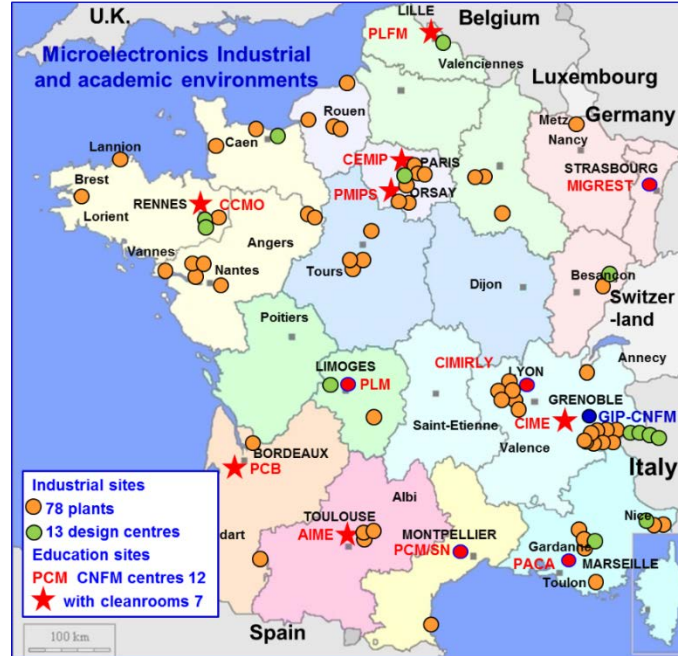 U.K.
Belgium
LILLE
PLFM
Microelectronics Industrial
and academic environments
Valenciennes
Luxembourg
Germany
Rouen
Metz
Nancy
Caen
Lannion
CEMIP
PARIS
STRASBOURG
MIGREST
Brest
PMIPS
ORSAY
RENNES
CCMO
Lorient
Angers
Vannes
Nantes
Tours
Dijon
Besançon
Switzer
-land
Poitiers
Annecy
LIMOGES
PLM
CIMIRLY
LYON
GRENOBLE
GIP-CNFM
CIME
Saint-Etienne
Valence
Italy
BORDEAUX
PCB
Industrial sites
78 plants
13 design centres
Education sites
PCM CNFM centres 12
with cleanrooms 7
dart
Albi
TOULOUSE
AIME
MONTPELLIER
PCM/SN
Nice
Gardanne
MARSEILLE
PACA
Toulon
Spain
100 km